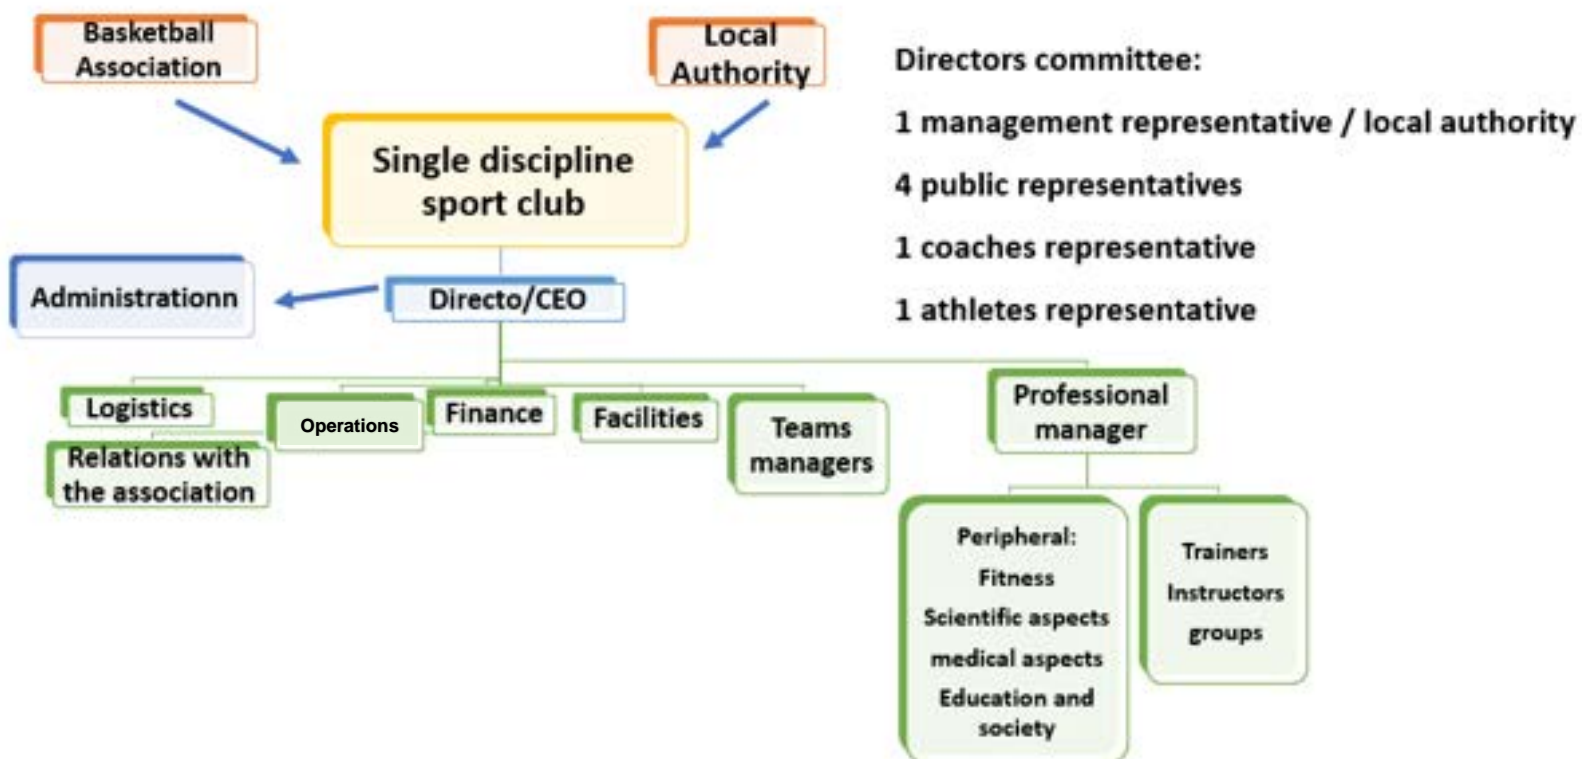 Basketball
Association
Local
Authority
Directors committee:
1 management representative / local authority
4 public representatives
1 coaches representative
1 athletes representative
Single discipline
sport club
Administrationn
Directo/CEO
Logistics
Operations
Finance
Facilities
Teams
managers
Professional
manager
Relations with
the association
Peripheral:
Fitness
Scientific aspects
medical aspects
Education and
society
Trainers
Instructors
groups